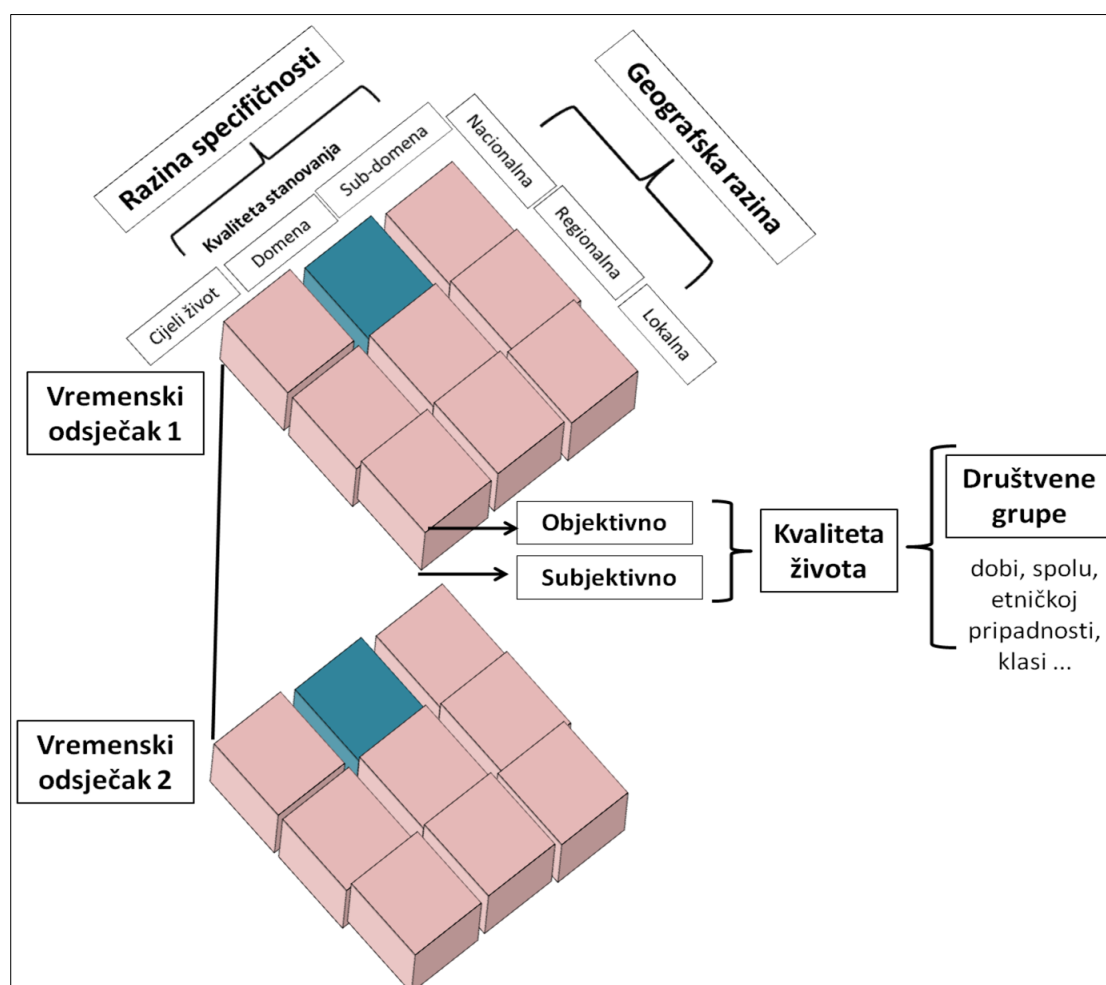 Razina specifičnosti
Kvaliteta stanovanja
Cijeli život
Domena
Sub-domena
Geografska razina
Nacionalna
Regionalna
Lokalna
Vremenski
odsječak 1
Objektivno
Subjektivno
Kvaliteta
života
Društvene
grupe
dobi, spolu,
etničkoj
pripadnosti,
klasi ...
Vremenski
odsječak 2